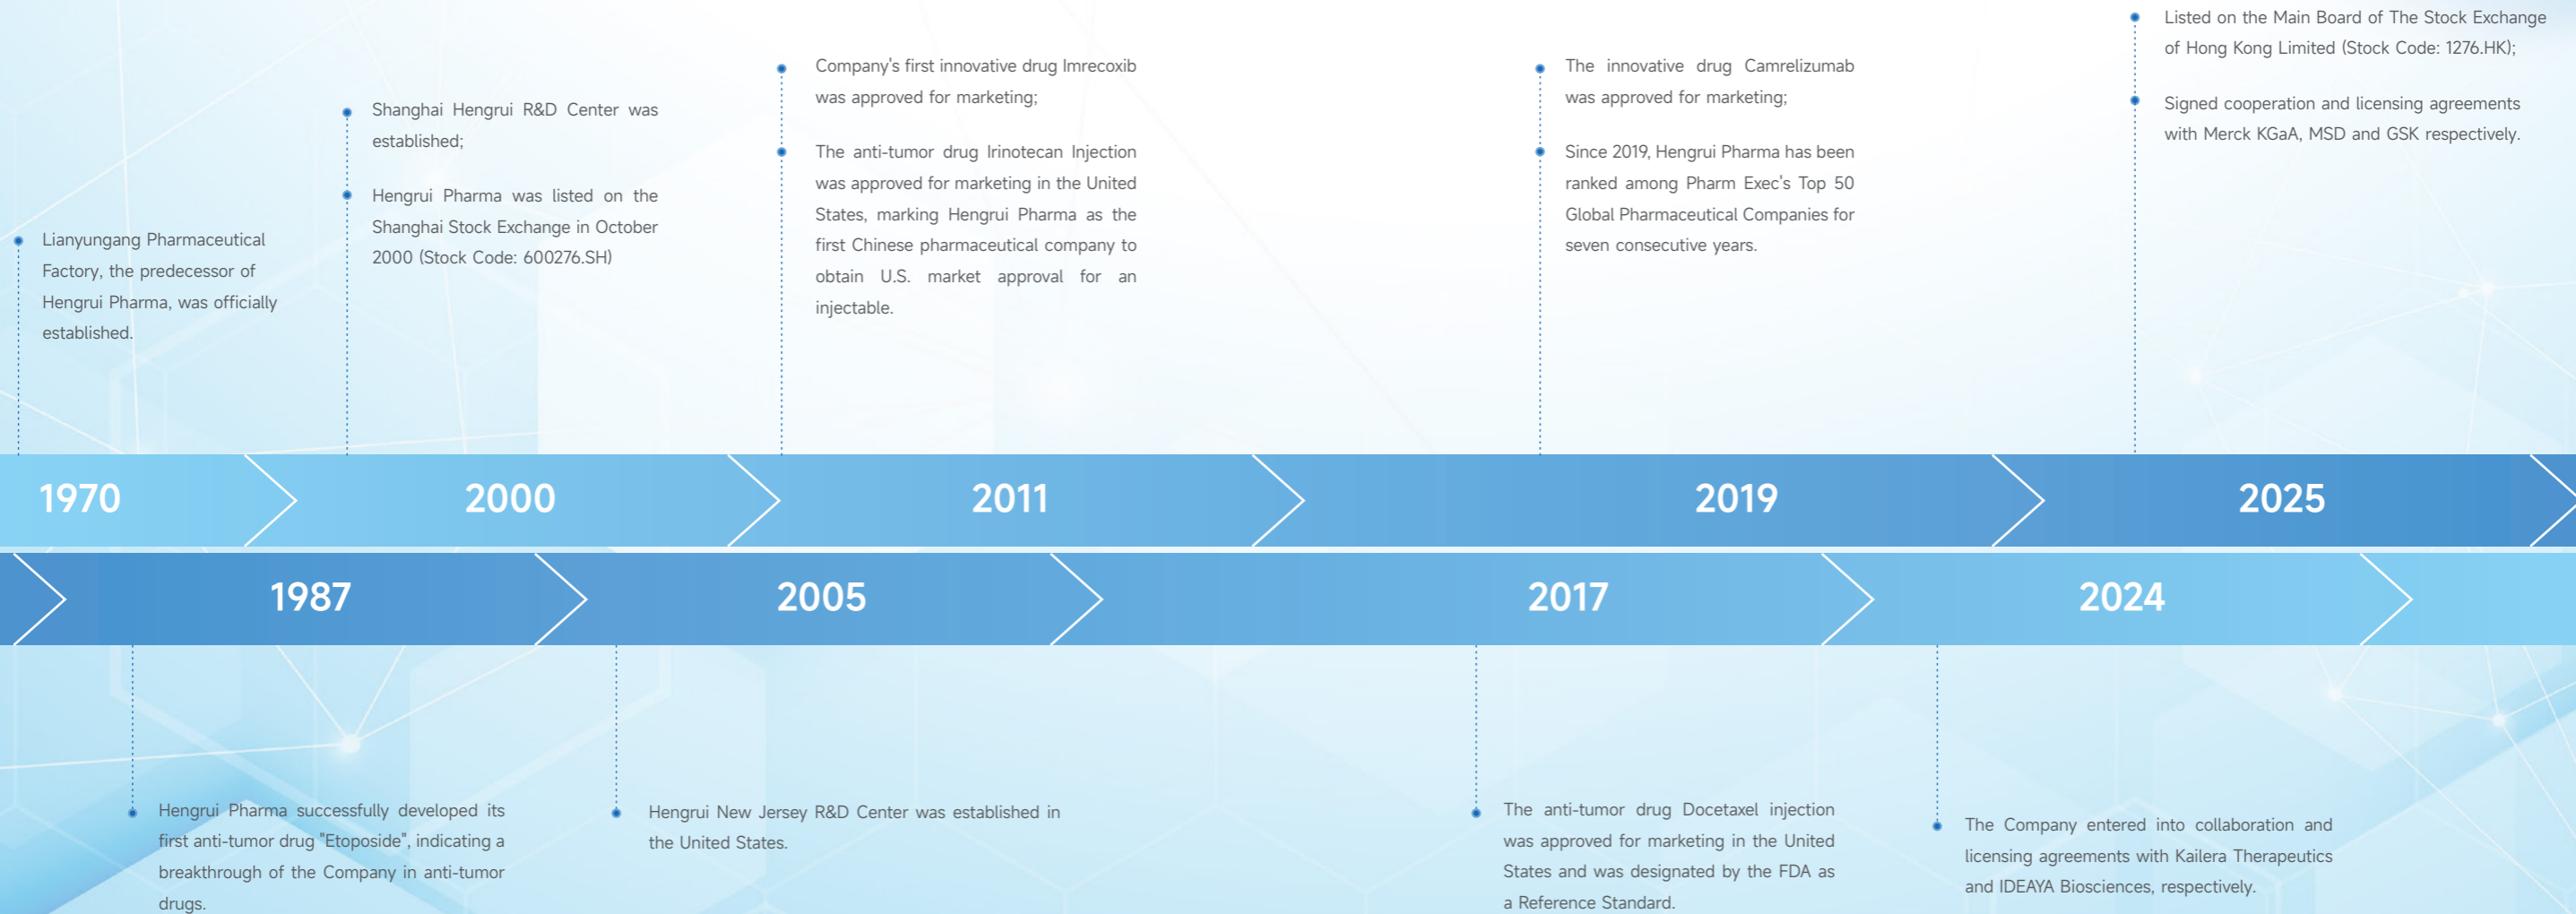 Lianyungang Pharmaceutical
Factory, the predecessor of
Hengrui Pharma, was officially
established.
Shanghai Hengrui R&D Center was
established;
Hengrui Pharma was listed on the
Shanghai Stock Exchange in October
2000 (Stock Code: 600276.SH)
Company's first innovative drug Imrecoxib
was approved for marketing;
The anti-tumor drug Irinotecan Injection
was approved for marketing in the United
States, marking Hengrui Pharma as the
first Chinese pharmaceutical company to
obtain U.S. market approval for an
injectable.
The innovative drug Camrelizumab
was approved for marketing;
Since 2019, Hengrui Pharma has been
ranked among Pharm Exec's Top 50
Global Pharmaceutical Companies for
seven consecutive years.
Listed on the Main Board of The Stock Exchange
of Hong Kong Limited (Stock Code: 1276.HK);
Signed cooperation and licensing agreements
with Merck KGaA, MSD and GSK respectively.
1970
2000
2011
2019
2025
1987
2005
2017
2024
Hengrui Pharma successfully developed its
first anti-tumor drug "Etoposide", indicating a
breakthrough of the Company in anti-tumor
drugs.
Hengrui New Jersey R&D Center was established in
the United States.
The anti-tumor drug Docetaxel injection
was approved for marketing in the United
States and was designated by the FDA as
a Reference Standard.
The Company entered into collaboration and
licensing agreements with Kailera Therapeutics
and IDEAYA Biosciences, respectively.